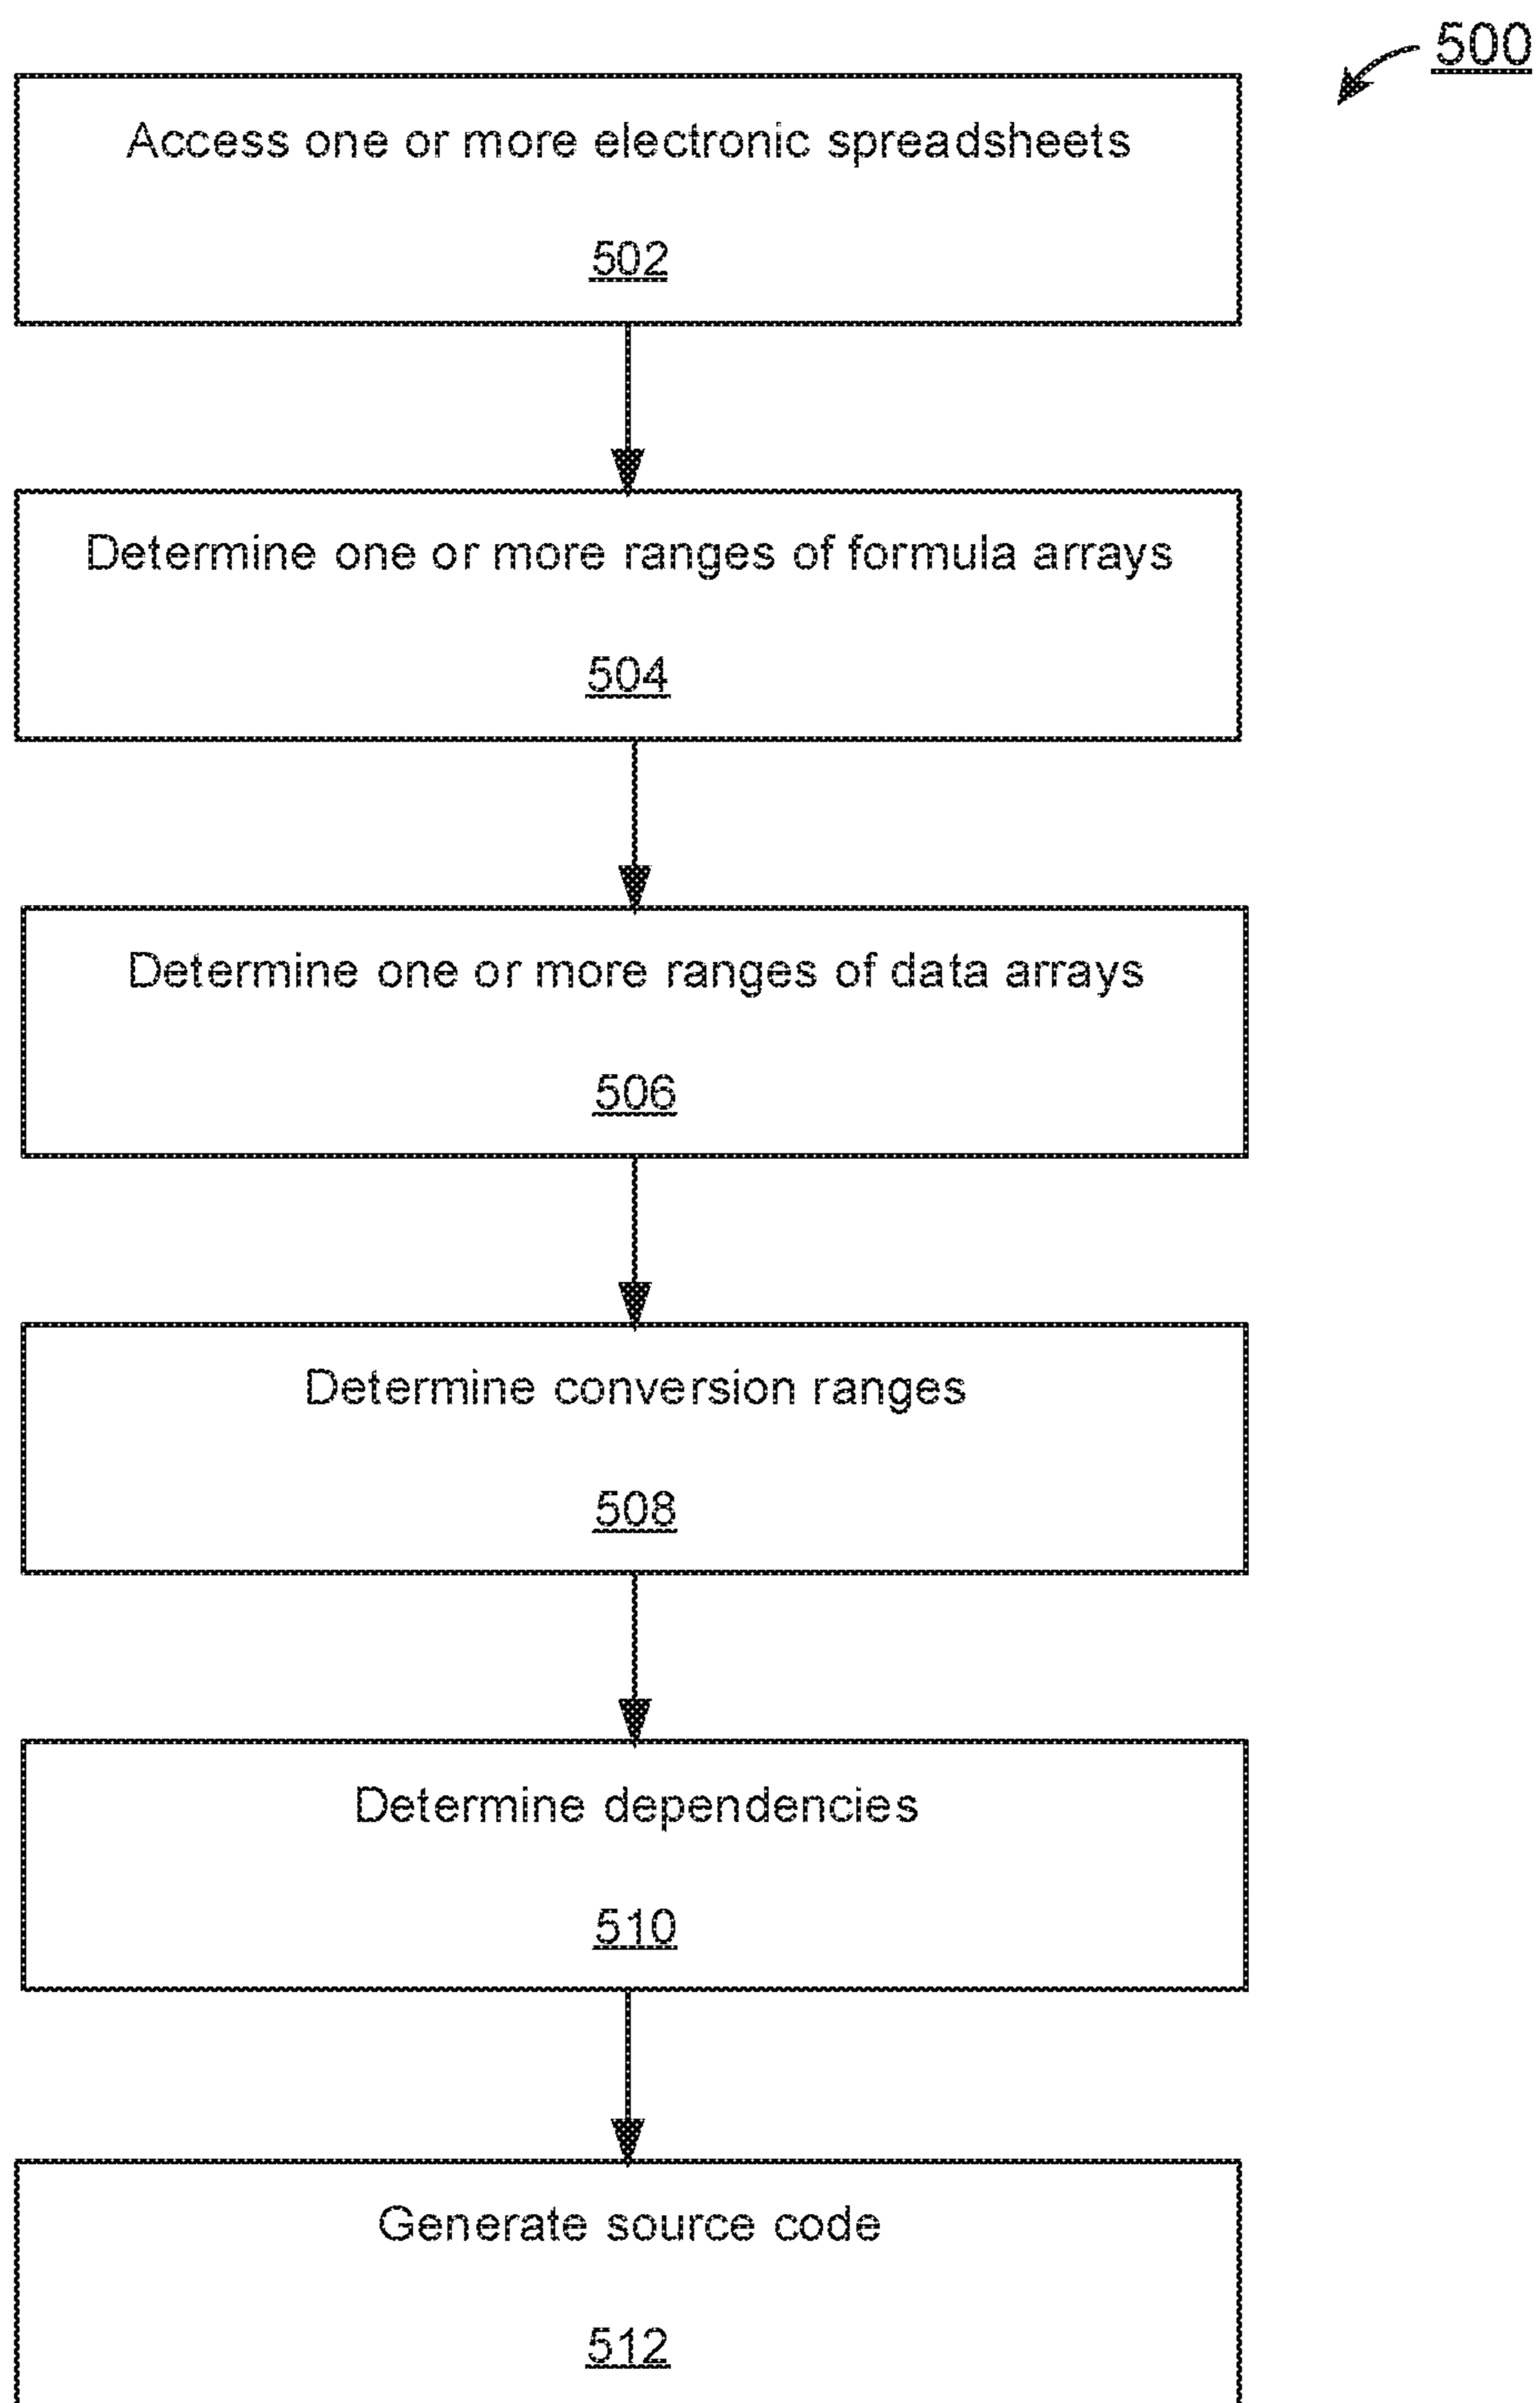 500
Access one or more electronic spreadsheets
502
Determine one or more ranges of formula arrays
504
Determine one or more ranges of data arrays
506
Determine conversion ranges
508
Determine dependencies
510
Generate source code
512